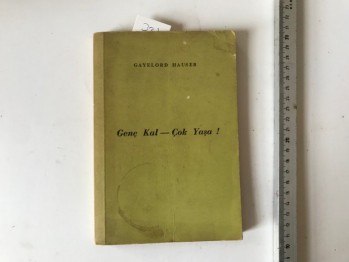 GAYELORD HAUSER
Genç Kal — Çok Yaşa !